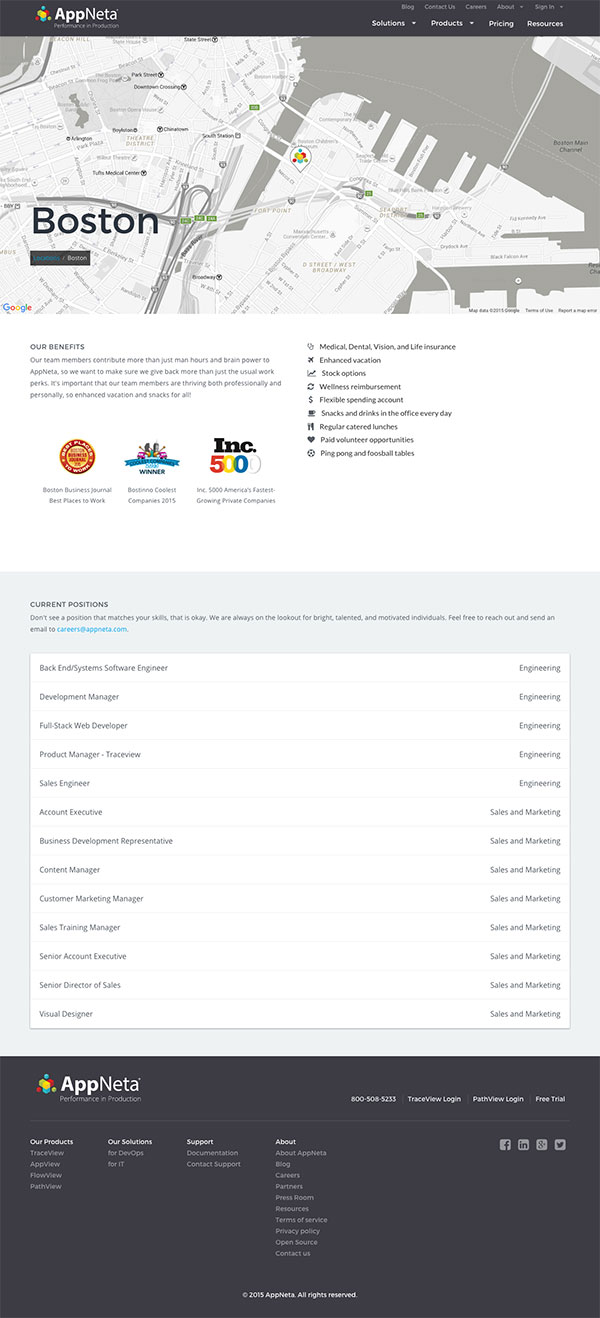 AppNeta
Performance in Production
Blog Contact Us Careers About Sign In
Solutions Products Pricing Resources
BEACON HILL
State Street
Park Street
Downtown Crossing
Boston Opera House
Boylston
Chinatown
Arlington
THEATRE DISTRICT
South Station
Wilbur Theatre
Tufts Medical Center
Boston Children's Museum
Boston Main Channel
FORT POINT
SEAPORT DISTRICT
D STREET / WEST BROADWAY
Broadway
Drydock Ave
Black Falcon Ave
Boston
Locations / Boston
Google
Map data ©2015 Google Terms of Use Report a map error
OUR BENEFITS
Our team members contribute more than just man hours and brain power to
AppNeta, so we want to make sure we give back more than just the usual work
perks. It's important that our team members are thriving both professionally and
personally, so enhanced vacation and snacks for all!
Medical, Dental, Vision, and Life insurance
Enhanced vacation
Stock options
Wellness reimbursement
Flexible spending account
Snacks and drinks in the office every day
Regular catered lunches
Paid volunteer opportunities
Ping pong and foosball tables
BEST PLACES TO WORK
WINNER
Inc. 5000
Boston Business Journal
Best Places to Work
Bostinno Coolest
Companies 2015
Inc. 5000 America's Fastest-
Growing Private Companies
CURRENT POSITIONS
Don't see a position that matches your skills, that is okay. We are always on the lookout for bright, talented, and motivated individuals. Feel free to reach out and send an
email to careers@appneta.com.
Back End/Systems Software Engineer Engineering
Development Manager Engineering
Full-Stack Web Developer Engineering
Product Manager - Traceview Engineering
Sales Engineer Engineering
Account Executive Sales and Marketing
Business Development Representative Sales and Marketing
Content Manager Sales and Marketing
Customer Marketing Manager Sales and Marketing
Sales Training Manager Sales and Marketing
Senior Account Executive Sales and Marketing
Senior Director of Sales Sales and Marketing
Visual Designer Sales and Marketing
AppNeta
Performance in Production
800-508-5233 TraceView Login PathView Login Free Trial
Our Products
TraceView
AppView
FlowView
PathView
Our Solutions
for DevOps
for IT
Support
Documentation
Contact Support
About
About AppNeta
Blog
Careers
Partners
Press Room
Resources
Terms of service
Privacy policy
Open Source
Contact us
© 2015 AppNeta. All rights reserved.